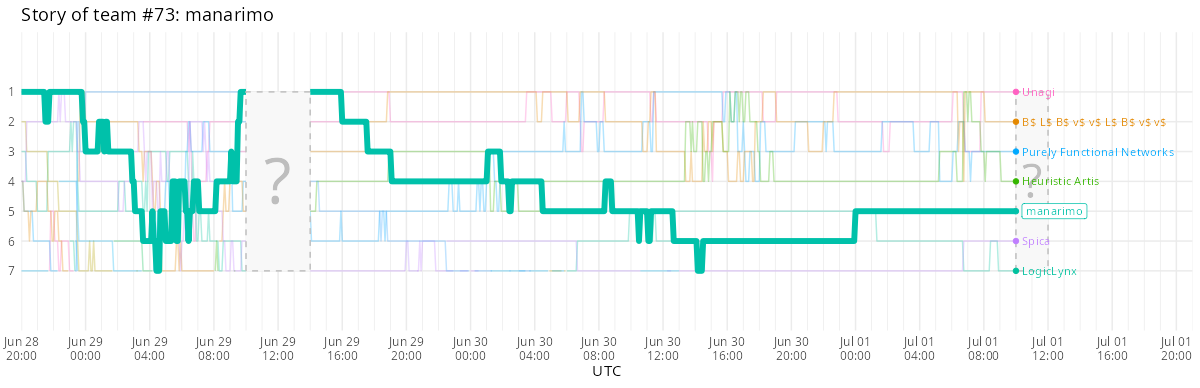 Story of team #73: manarimo
1
2
3
4
5
6
7
?
?
Unagi
B$ L$ B$ v$ v$ L$ B$ v$ v$
Purely Functional Networks
Heuristic Artis
manarimo
Spica
LogicLynx
Jun 28 Jun 29 Jun 29 Jun 29 Jun 29 Jun 29 Jun 29 Jun 30 Jun 30 Jun 30 Jun 30 Jun 30 Jun 30 Jul 01 Jul 01 Jul 01 Jul 01 Jul 01 Jul 01
20:00 00:00 04:00 08:00 12:00 16:00 20:00 00:00 04:00 08:00 12:00 16:00 20:00 00:00 04:00 08:00 12:00 16:00 20:00
UTC